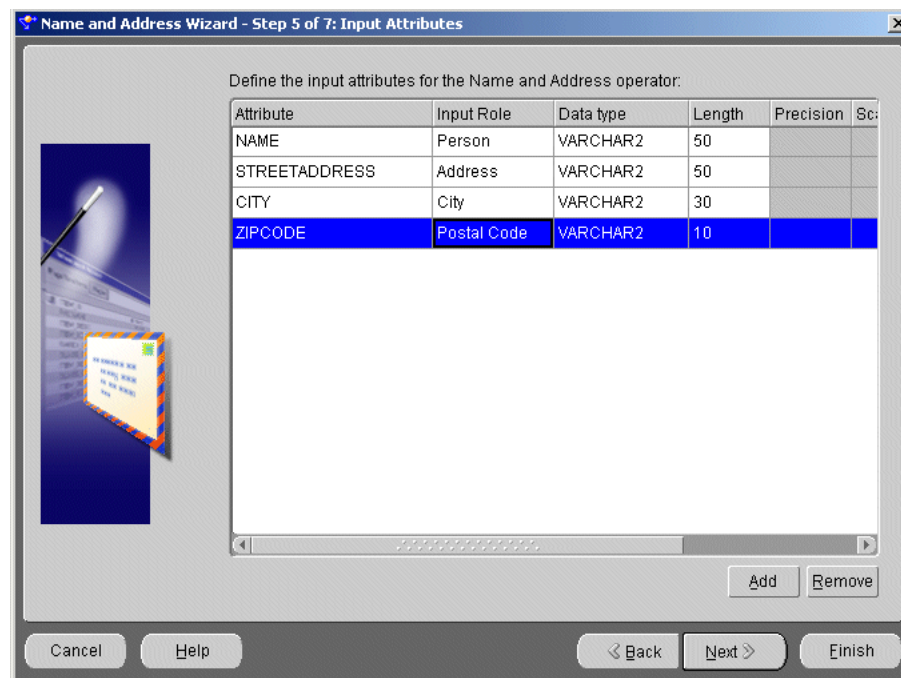 Name and Address Wizard - Step 5 of 7: Input Attributes
Define the input attributes for the Name and Address operator:
Attribute Input Role Data type Length Precision Sc
NAME Person VARCHAR2 50
STREETADDRESS Address VARCHAR2 50
CITY City VARCHAR2 30
ZIPCODE Postal Code VARCHAR2 10
Add Remove
Cancel Help Back Next Finish